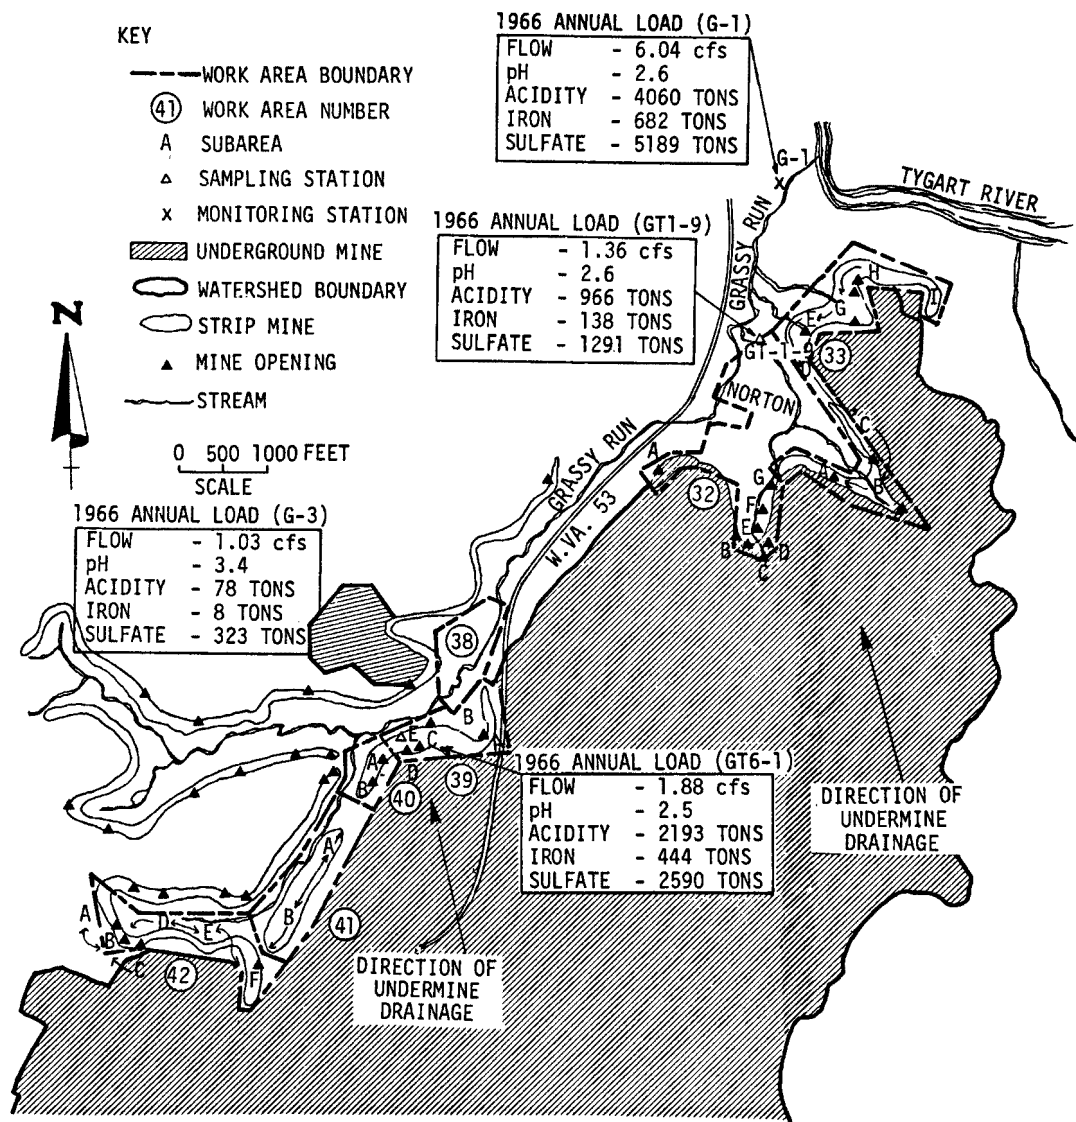 KEY
WORK AREA BOUNDARY
41 WORK AREA NUMBER
A SUBAREA
SAMPLING STATION
x MONITORING STATION
UNDERGROUND MINE
WATERSHED BOUNDARY
STRIP MINE
MINE OPENING
STREAM
N
0 500 1000 FEET
SCALE
1966 ANNUAL LOAD (G-1)
FLOW - 6.04 cfs
pH - 2.6
ACIDITY - 4060 TONS
IRON - 682 TONS
SULFATE - 5189 TONS
G-1
x
TYGART RIVER
GRASSY RUN
1966 ANNUAL LOAD (GT1-9)
FLOW - 1.36 cfs
pH - 2.6
ACIDITY - 966 TONS
IRON - 138 TONS
SULFATE - 1291 TONS
H
I
G
E
GT-1-9
33
D
NORTON
C
A
B
A
32
G
F
E
B
C
D
GRASSY RUN
W.VA. 53
1966 ANNUAL LOAD (G-3)
FLOW - 1.03 cfs
pH - 3.4
ACIDITY - 78 TONS
IRON - 8 TONS
SULFATE - 323 TONS
38
B
E
C
D
39
A
B
40
1966 ANNUAL LOAD (GT6-1)
FLOW - 1.88 cfs
pH - 2.5
ACIDITY - 2193 TONS
IRON - 444 TONS
SULFATE - 2590 TONS
DIRECTION OF
UNDERMINE
DRAINAGE
A
B
41
A
B
C
D
E
F
42
DIRECTION OF
UNDERMINE
DRAINAGE